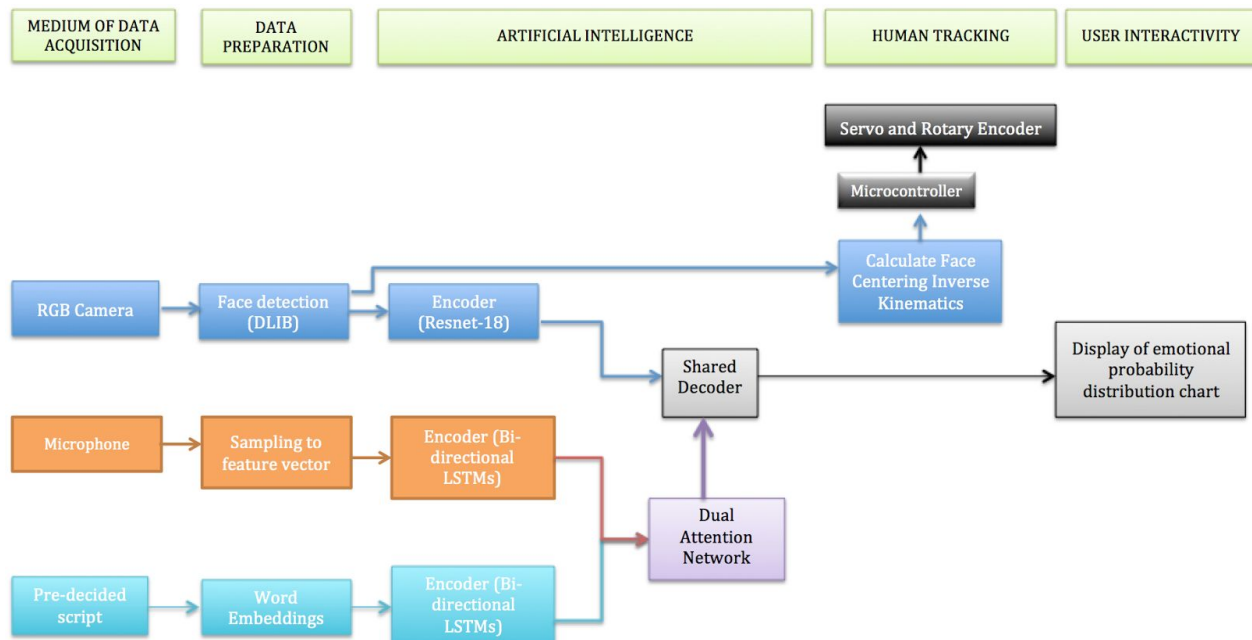 MEDIUM OF DATA
ACQUISITION
DATA
PREPARATION
ARTIFICIAL INTELLIGENCE
HUMAN TRACKING
USER INTERACTIVITY
Servo and Rotary Encoder
Microcontroller
Calculate Face
Centering Inverse
Kinematics
RGB Camera
Face detection
(DLIB)
Encoder
(Resnet-18)
Shared
Decoder
Display of emotional
probability
distribution chart
Microphone
Sampling to
feature vector
Encoder (Bi-
directional
LSTMs)
Dual
Attention
Network
Pre-decided
script
Word
Embeddings
Encoder (Bi-
directional
LSTMs)